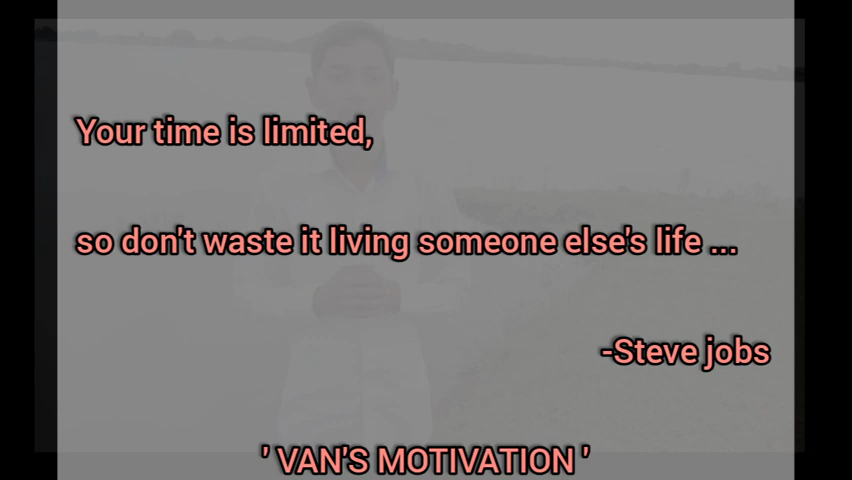 Your time is limited,
so don't waste it living someone else's life ...
-Steve jobs
' VAN'S MOTIVATION '